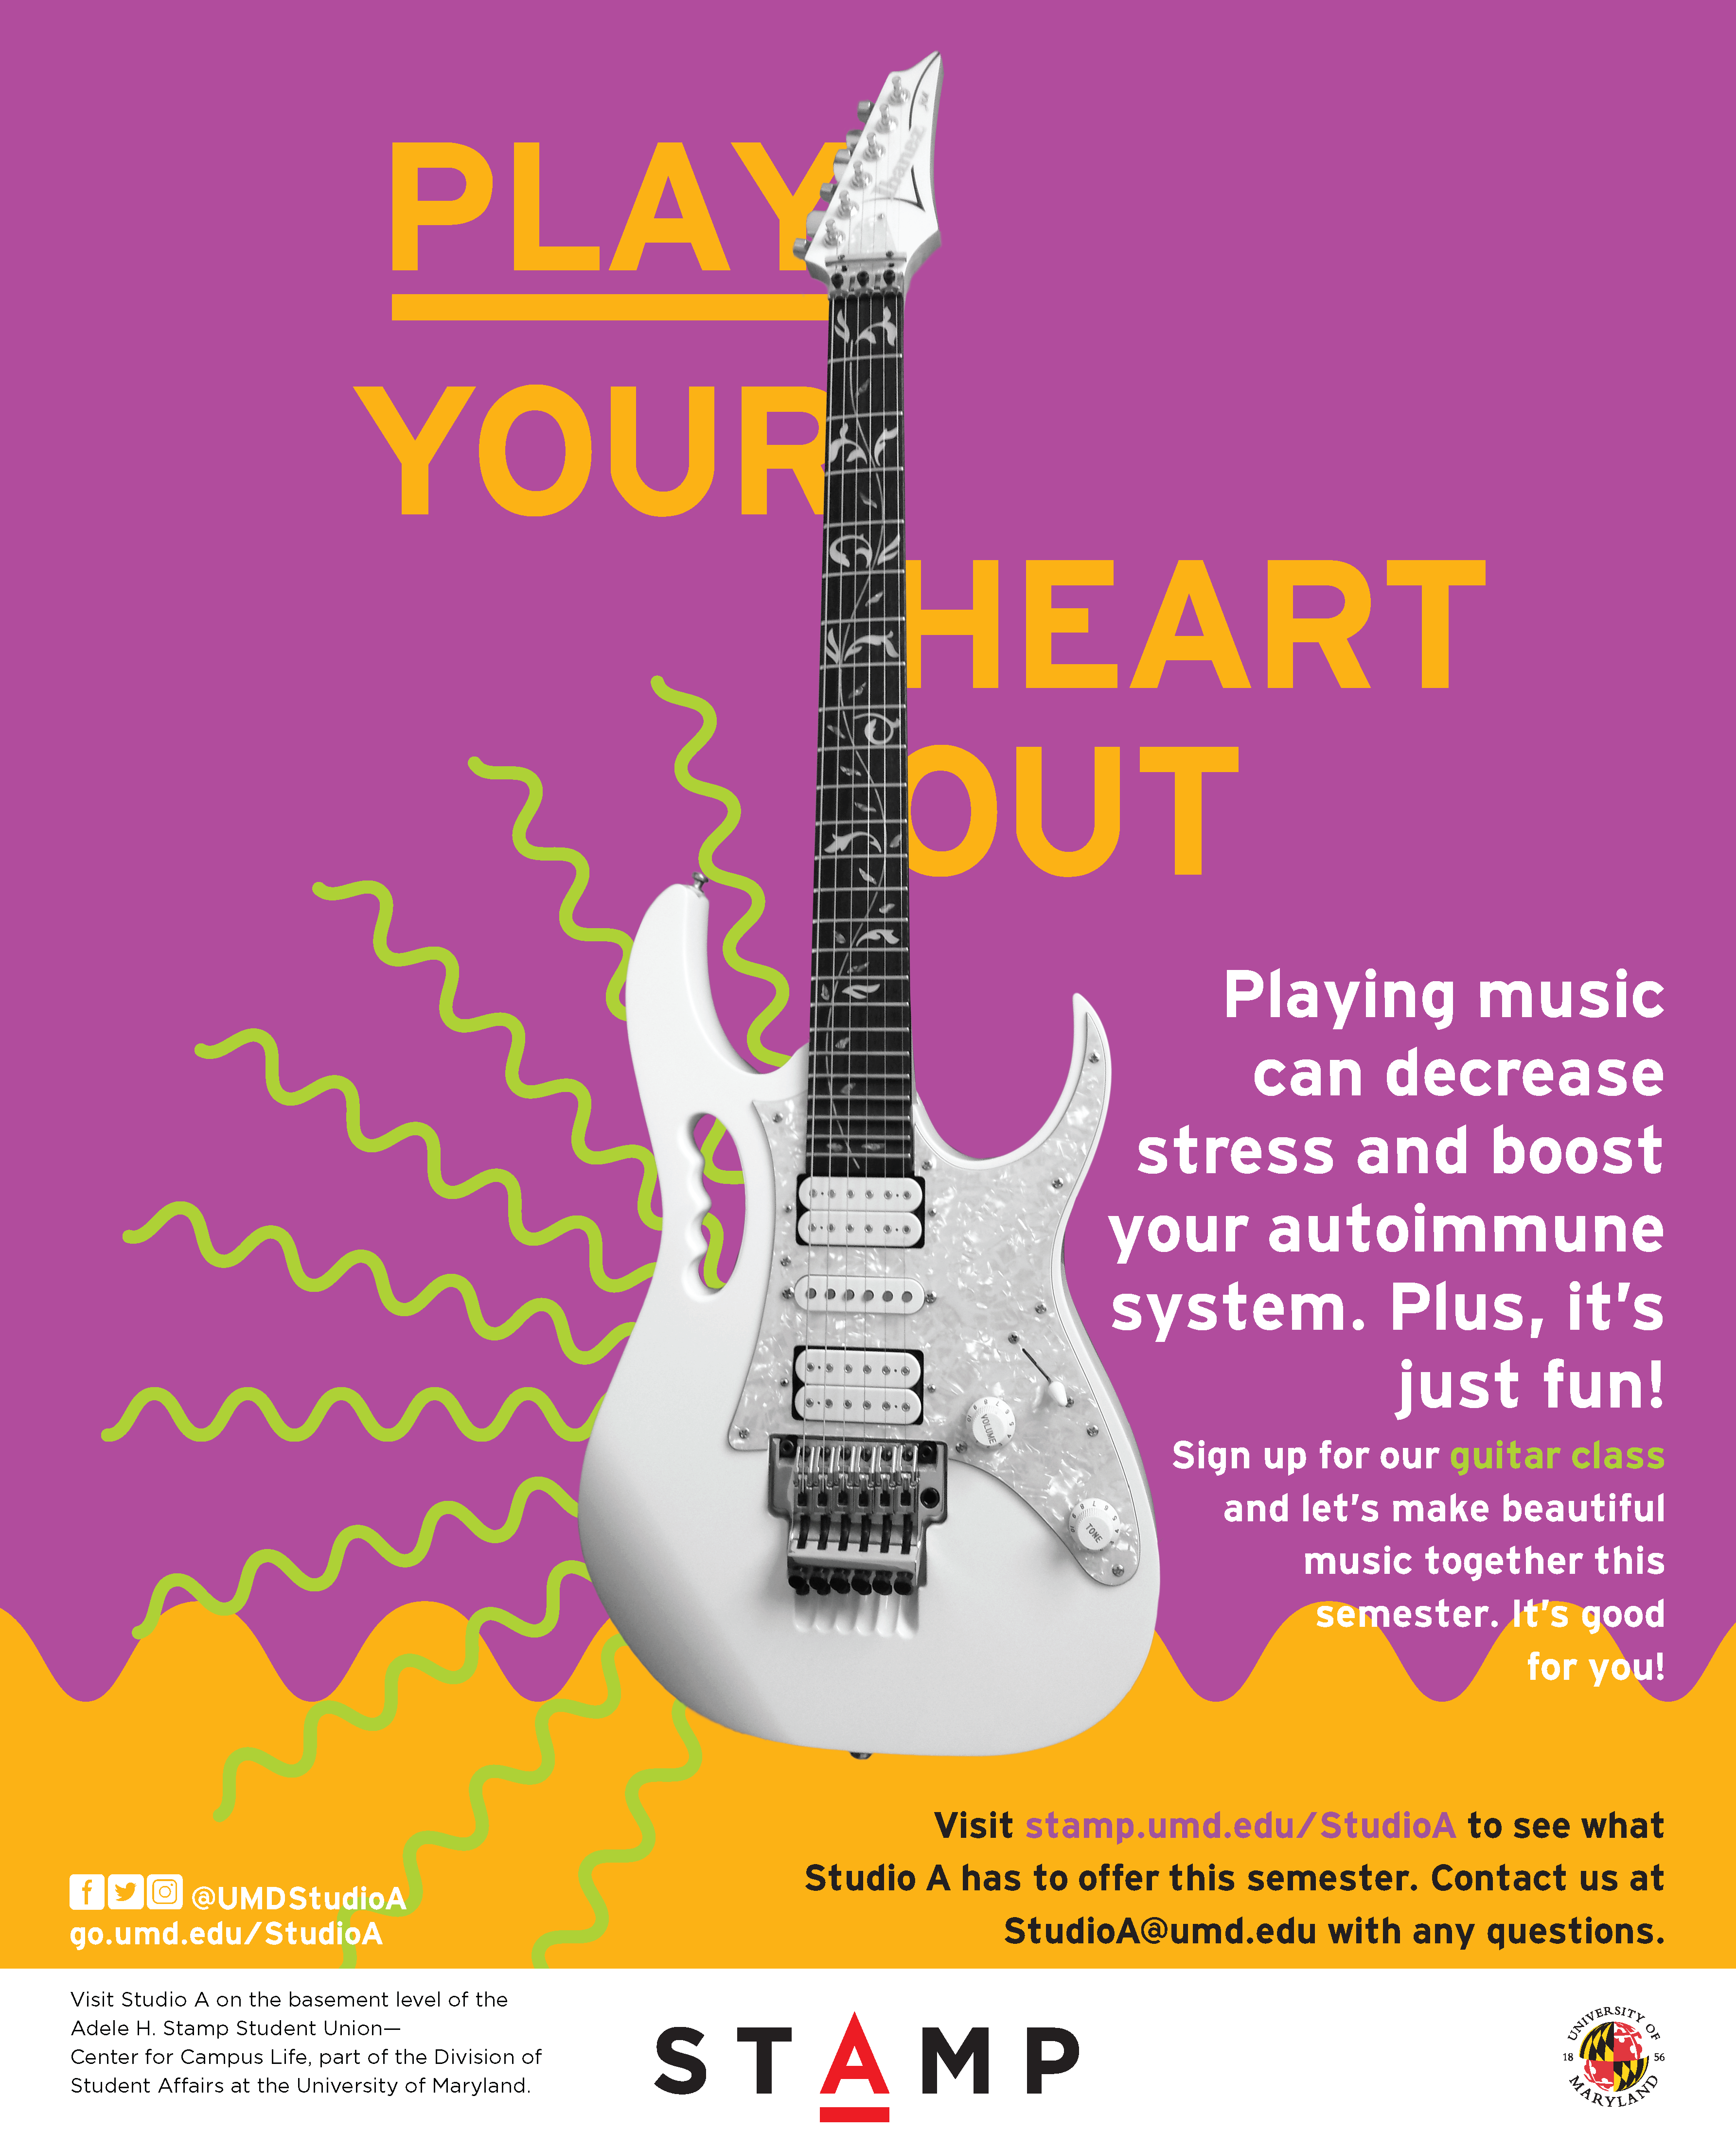 PLAY
YOUR
HEART
OUT
Ibanez
Playing music
can decrease
stress and boost
your autoimmune
system. Plus, it's
just fun!
Sign up for our guitar class
and let's make beautiful
music together this
semester. It's good
for you!
VOLUME
TONE
Visit stamp.umd.edu/StudioA to see what
Studio A has to offer this semester. Contact us at
StudioA@umd.edu with any questions.
@UMDStudioA
go.umd.edu/StudioA
Visit Studio A on the basement level of the
Adele H. Stamp Student Union—
Center for Campus Life, part of the Division of
Student Affairs at the University of Maryland.
STAMP
UNIVERSITY OF
18 56
MARYLAND